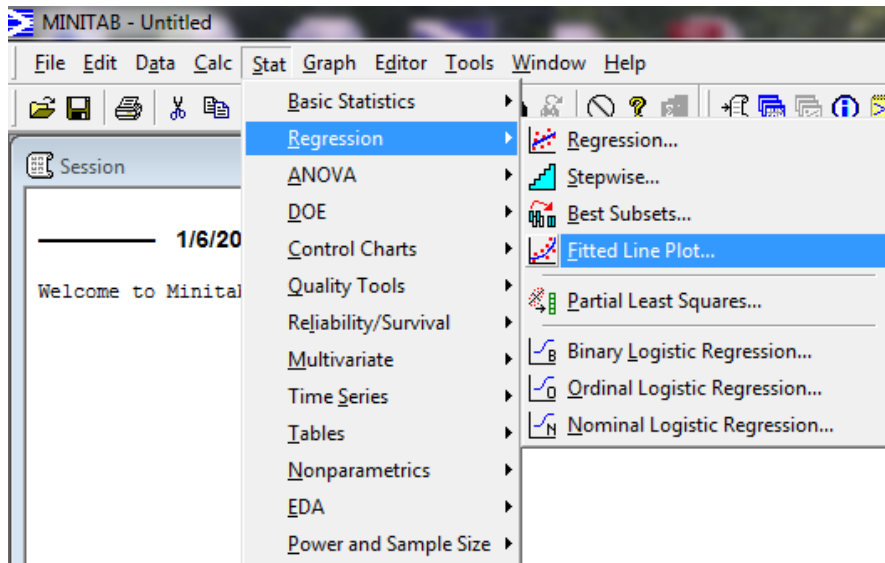 MINITAB - Untitled
File Edit Data Calc Stat Graph Editor Tools Window Help
Session
1/6/20
Welcome to Minita
Basic Statistics
Regression
ANOVA
DOE
Control Charts
Quality Tools
Reliability/Survival
Multivariate
Time Series
Tables
Nonparametrics
EDA
Power and Sample Size
Regression...
Stepwise...
Best Subsets...
Fitted Line Plot...
Partial Least Squares...
B Binary Logistic Regression...
O Ordinal Logistic Regression...
N Nominal Logistic Regression...